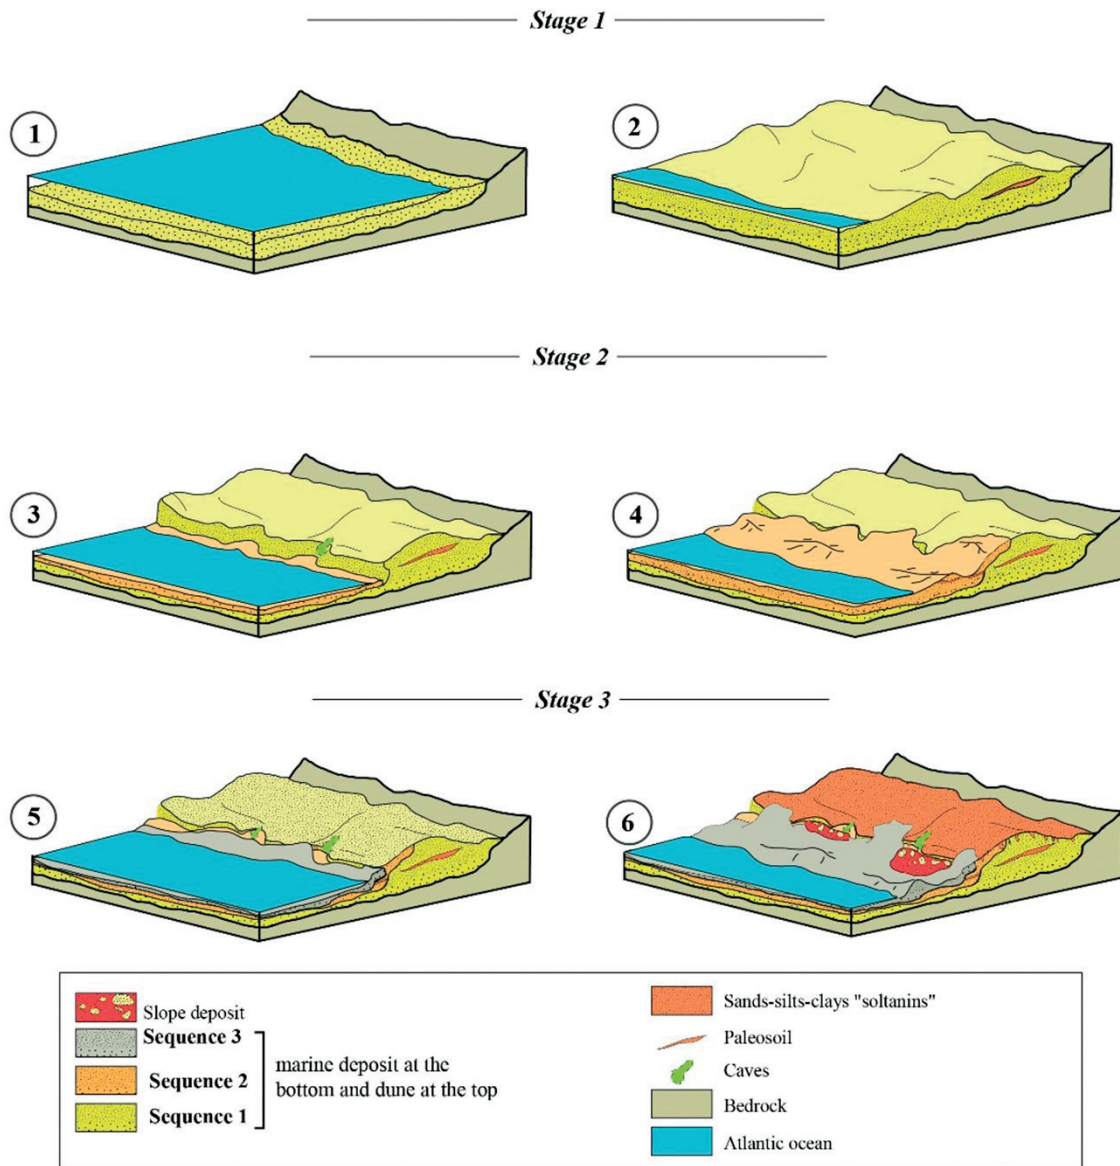 Stage 1
1
2
Stage 2
3
4
Stage 3
5
6
Slope deposit
Sequence 3
Sequence 2
Sequence 1
marine deposit at the
bottom and dune at the top
Sands-silts-clays "soltanins"
Paleosoil
Caves
Bedrock
Atlantic ocean